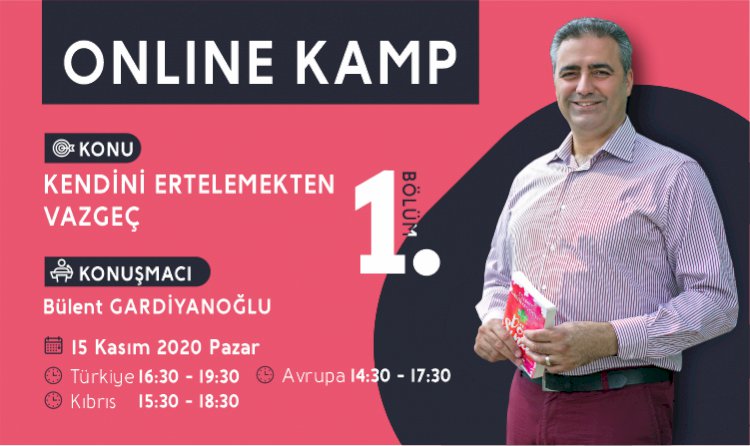 ONLINE KAMP
KONU
KENDİNİ ERTELEMEKTEN
VAZGEÇ
1. BÖLÜM
KONUŞMACI
Bülent GARDİYANOĞLU
15 Kasım 2020 Pazar
Türkiye 16:30 - 19:30 Avrupa 14:30 - 17:30
Kıbrıs 15:30 - 18:30